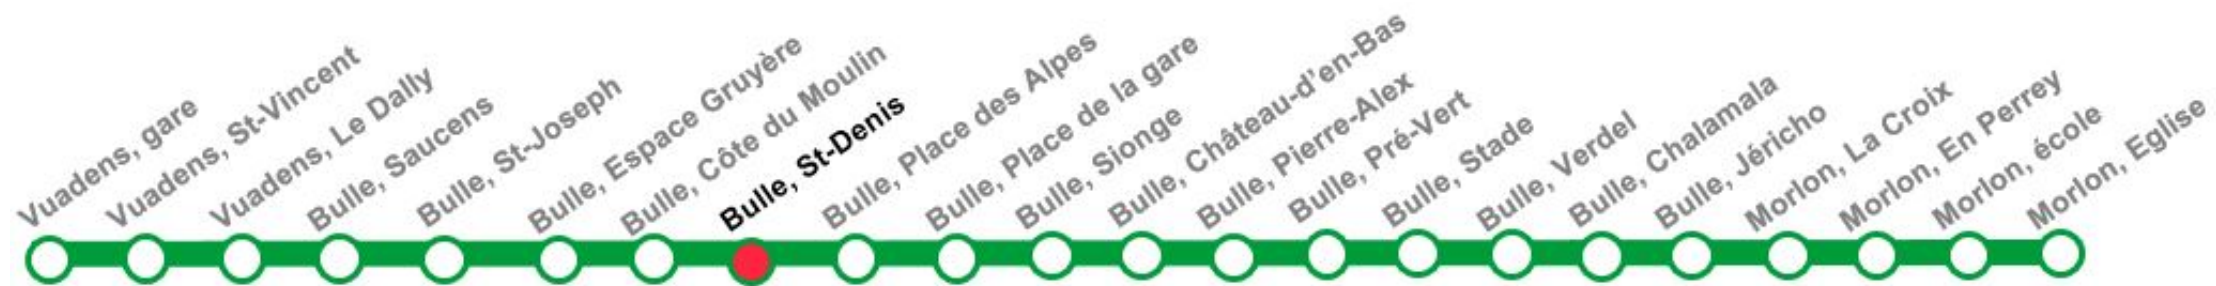 Vuadens, gare
Vuadens, St-Vincent
Vuadens, Le Dally
Bulle, Saucens
Bulle, St-Joseph
Bulle, Espace Gruyère
Bulle, Côte du Moulin
Bulle, St-Denis
Bulle, Place des Alpes
Bulle, Place de la gare
Bulle, Sionge
Bulle, Château-d'en-Bas
Bulle, Pierre-Alex
Bulle, Pré-Vert
Bulle, Stade
Bulle, Verdel
Bulle, Chalamala
Bulle, Jéricho
Morlon, La Croix
Morlon, En Perrey
Morlon, école
Morlon, Eglise